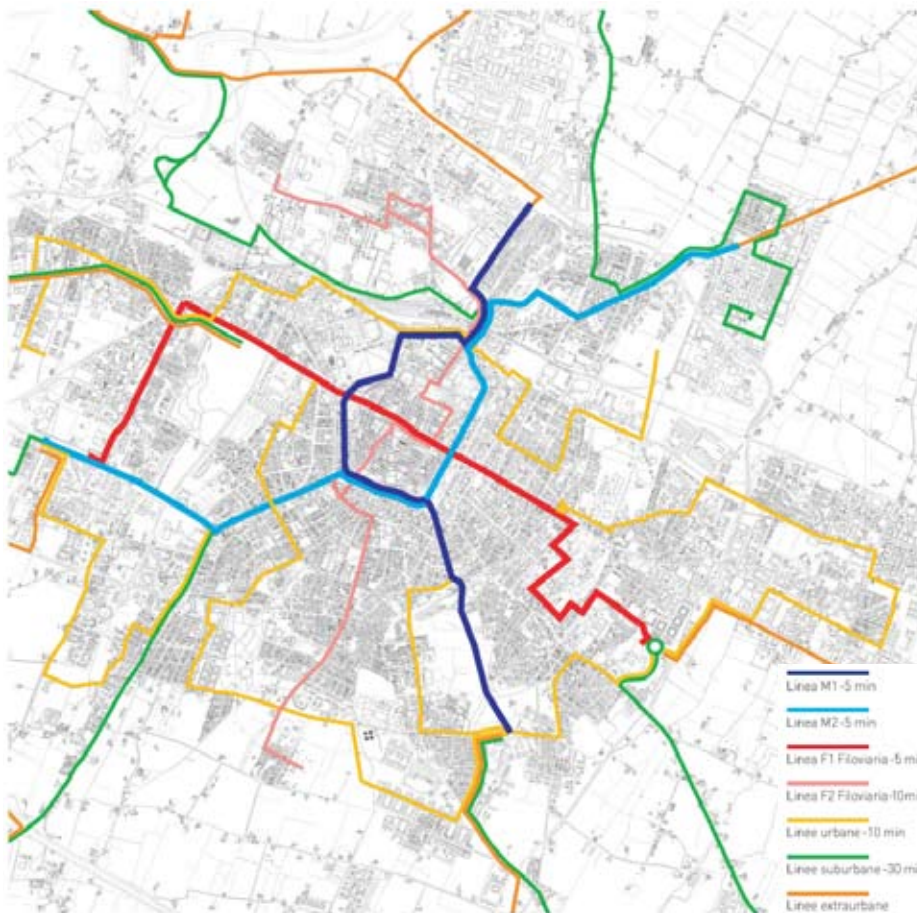 Linea M1 -5 min
Linea M2 -5 min
Linea F1 Filoviaria -5 mi
Linea F2 Filoviaria -10mi
Linee urbane -10 min
Linee suburbane -30 mi
Linee extraurbane